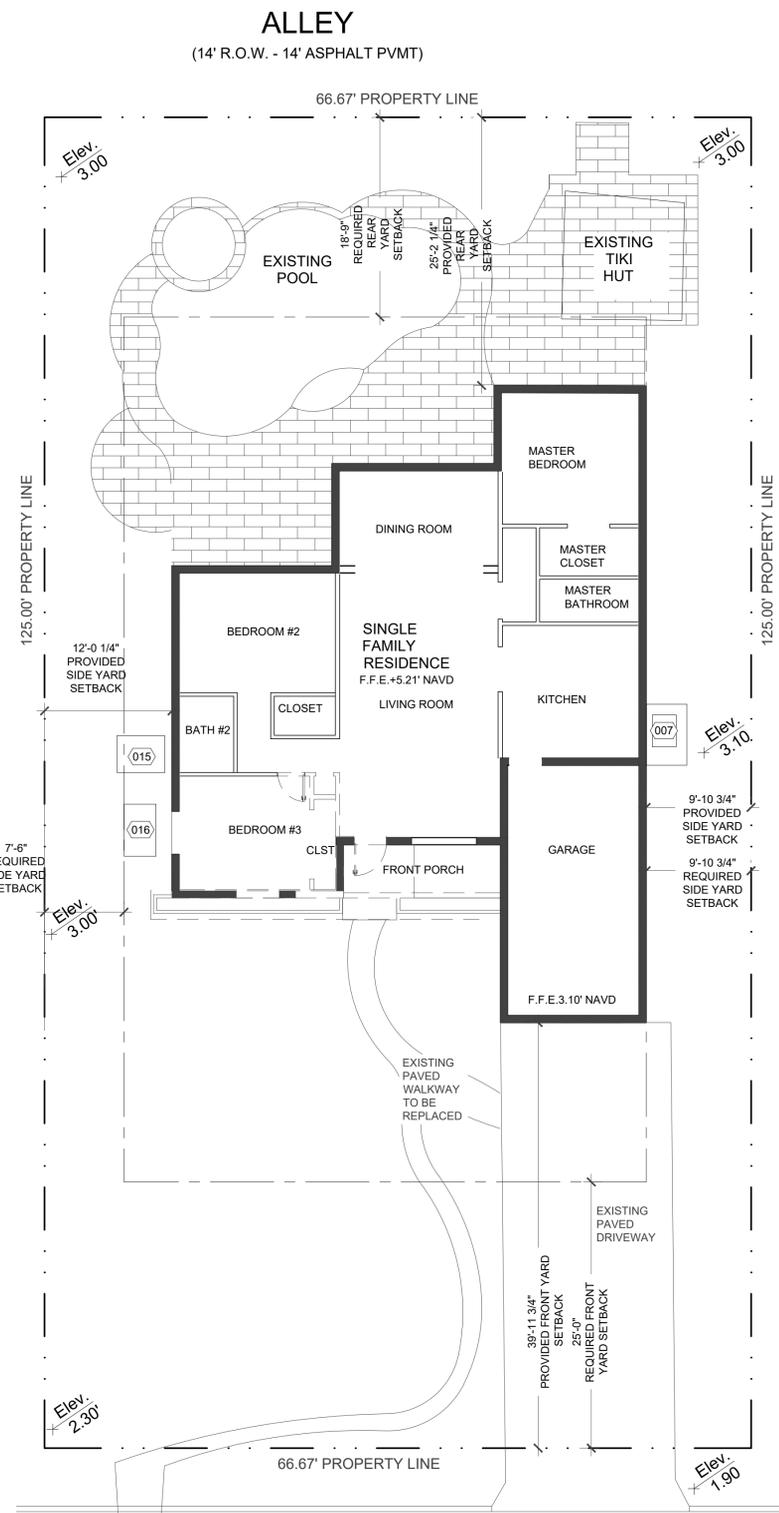 ALLEY
(14' R.O.W. - 14' ASPHALT PVMT)
66.67' PROPERTY LINE
Elev.
3.00
Elev.
3.00
18'-9"
REQUIRED
REAR
YARD
SETBACK
25'-2 1/4"
PROVIDED
REAR
YARD
SETBACK
EXISTING
POOL
EXISTING
TIKI
HUT
MASTER
BEDROOM
125.00' PROPERTY LINE
125.00' PROPERTY LINE
DINING ROOM
MASTER
CLOSET
MASTER
BATHROOM
BEDROOM #2
SINGLE
FAMILY
RESIDENCE
F.F.E.+5.21' NAVD
12'-0 1/4"
PROVIDED
SIDE YARD
SETBACK
CLOSET
LIVING ROOM
KITCHEN
BATH #2
007
Elev.
3.10
015
016
BEDROOM #3
CLST
9'-10 3/4"
PROVIDED
SIDE YARD
SETBACK
7'-6"
EQUIRED
DE YARD
ETBACK
GARAGE
FRONT PORCH
9'-10 3/4"
REQUIRED
SIDE YARD
SETBACK
Elev.
3.00'
F.F.E.3.10' NAVD
EXISTING
PAVED
WALKWAY
TO BE
REPLACED
EXISTING
PAVED
DRIVEWAY
39'-11 3/4"
PROVIDED FRONT YARD
SETBACK
25'-0"
REQUIRED FRONT
YARD SETBACK
Elev.
2.30'
66.67' PROPERTY LINE
Elev.
1.90